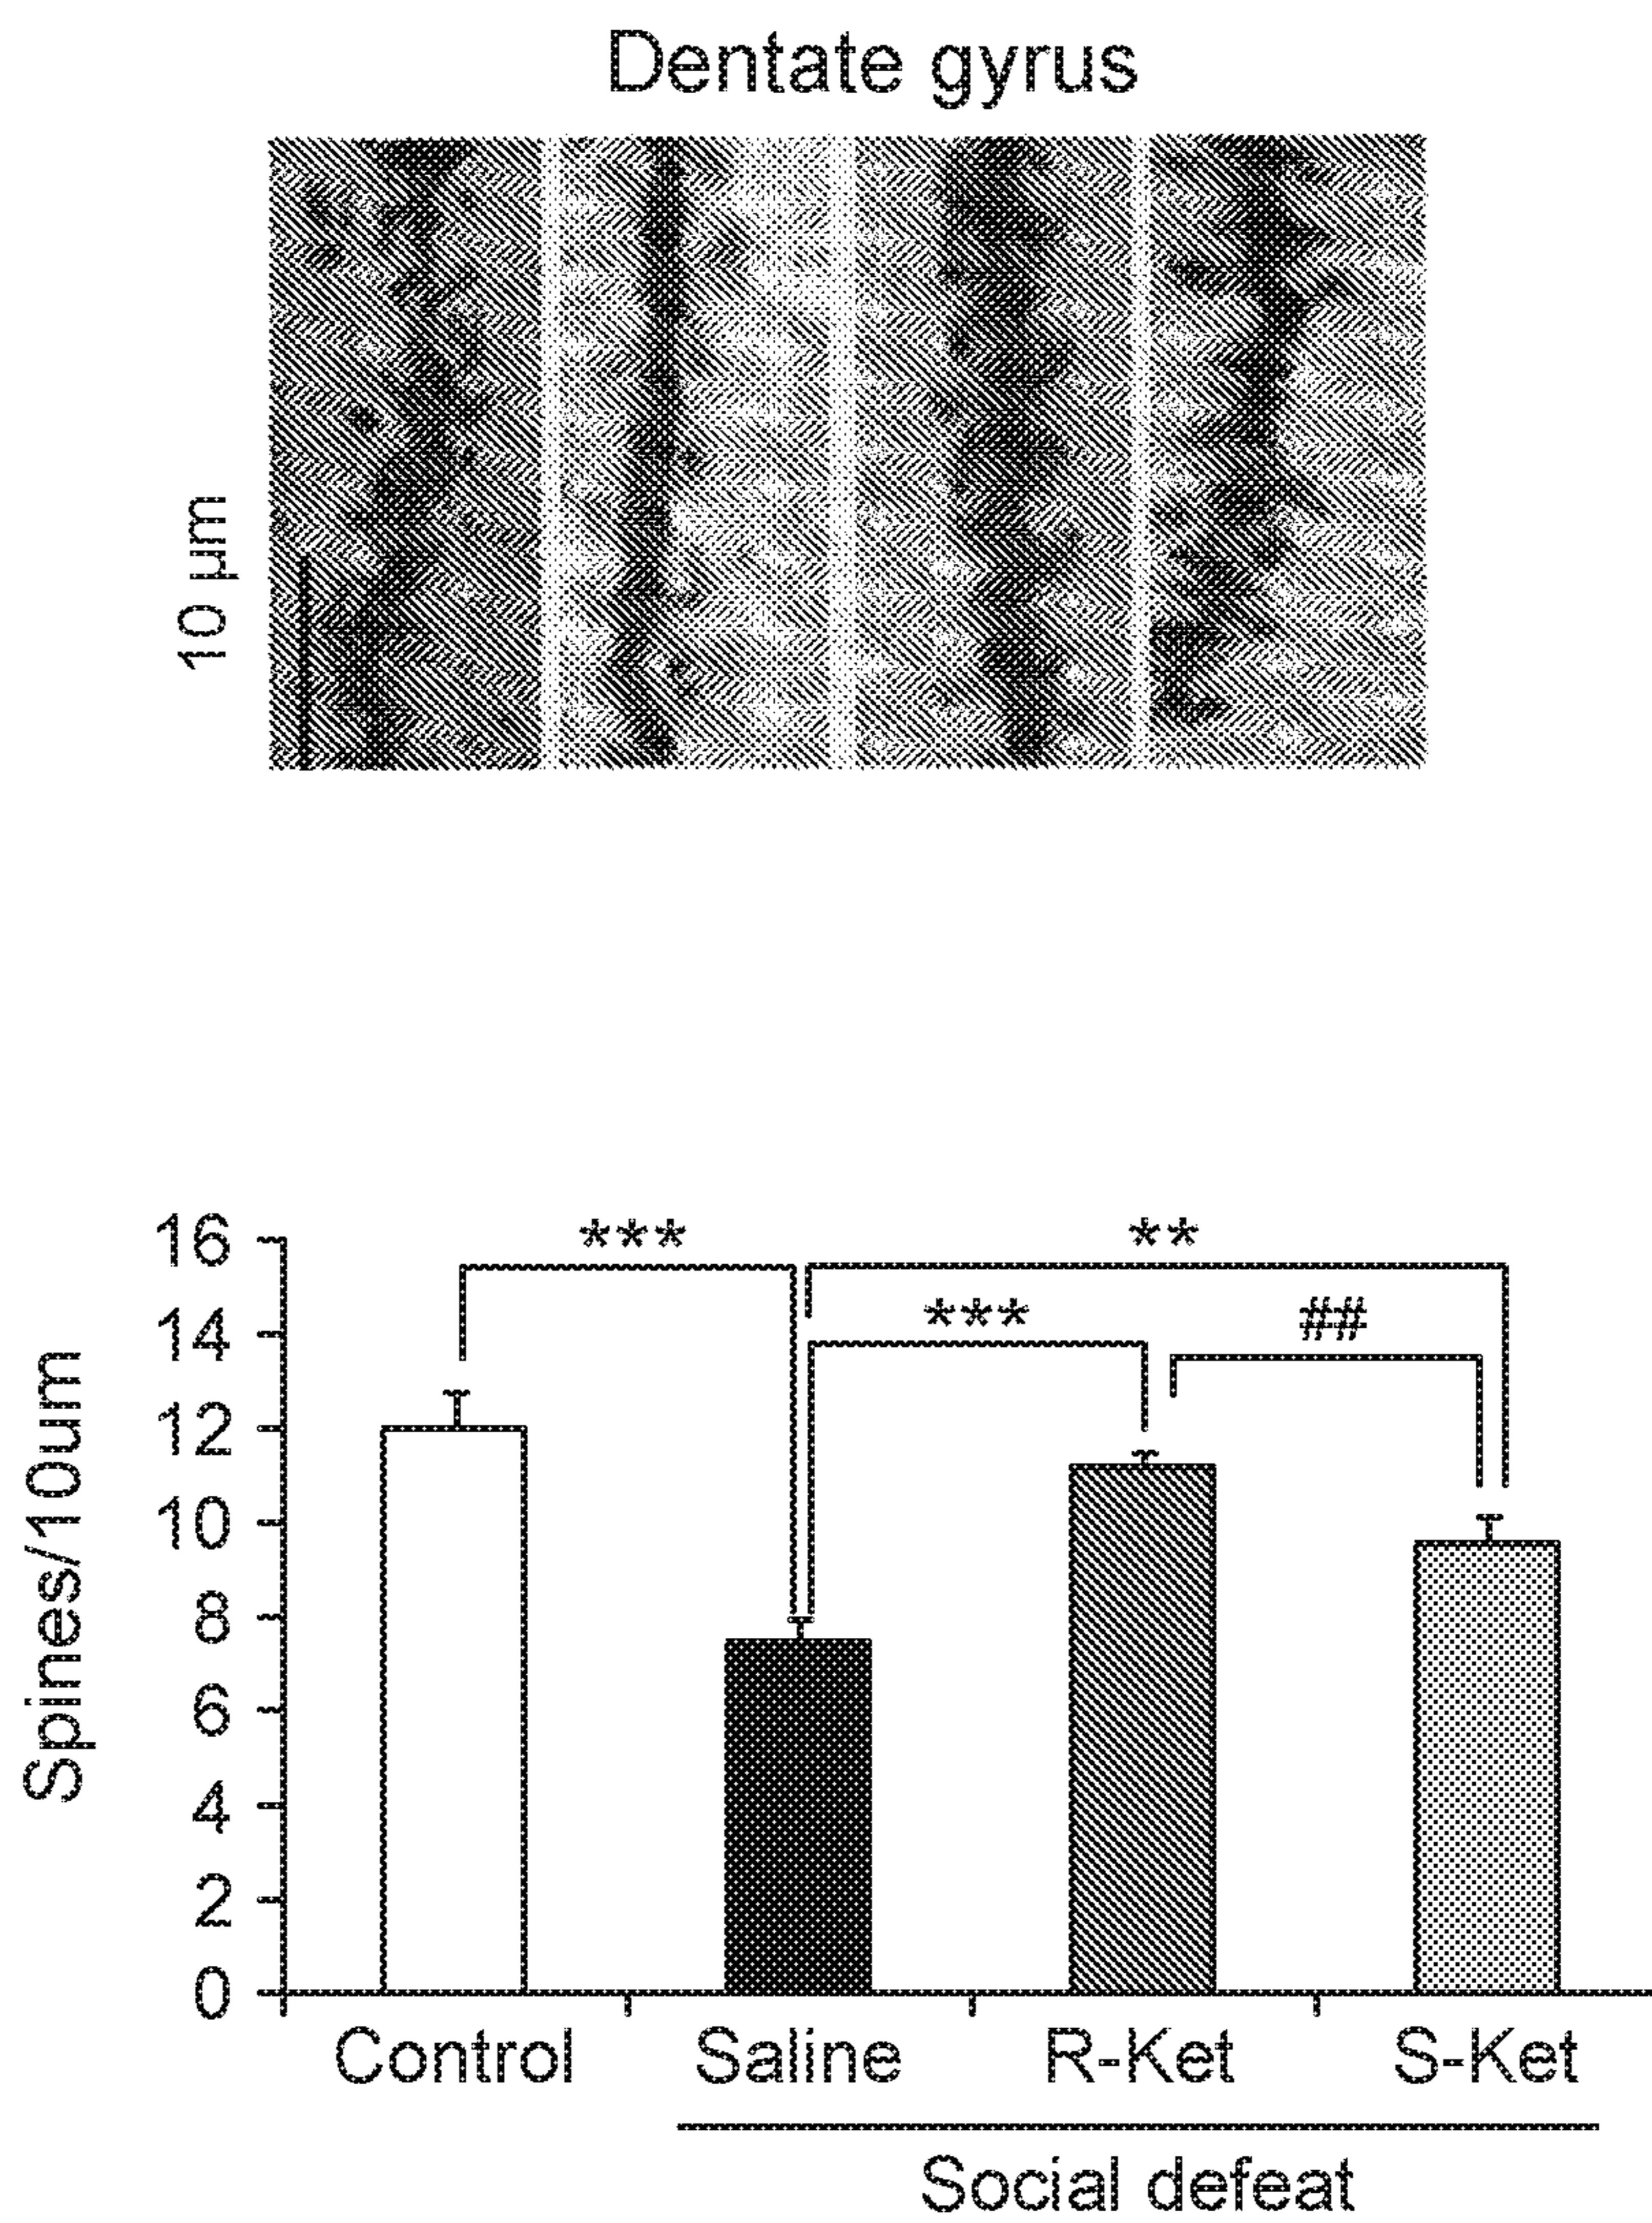 Dentate gyrus
10 µm
Spines/10um
16
14
12
10
8
6
4
2
0
***
**
***
##
Control Saline R-Ket S-Ket
Social defeat